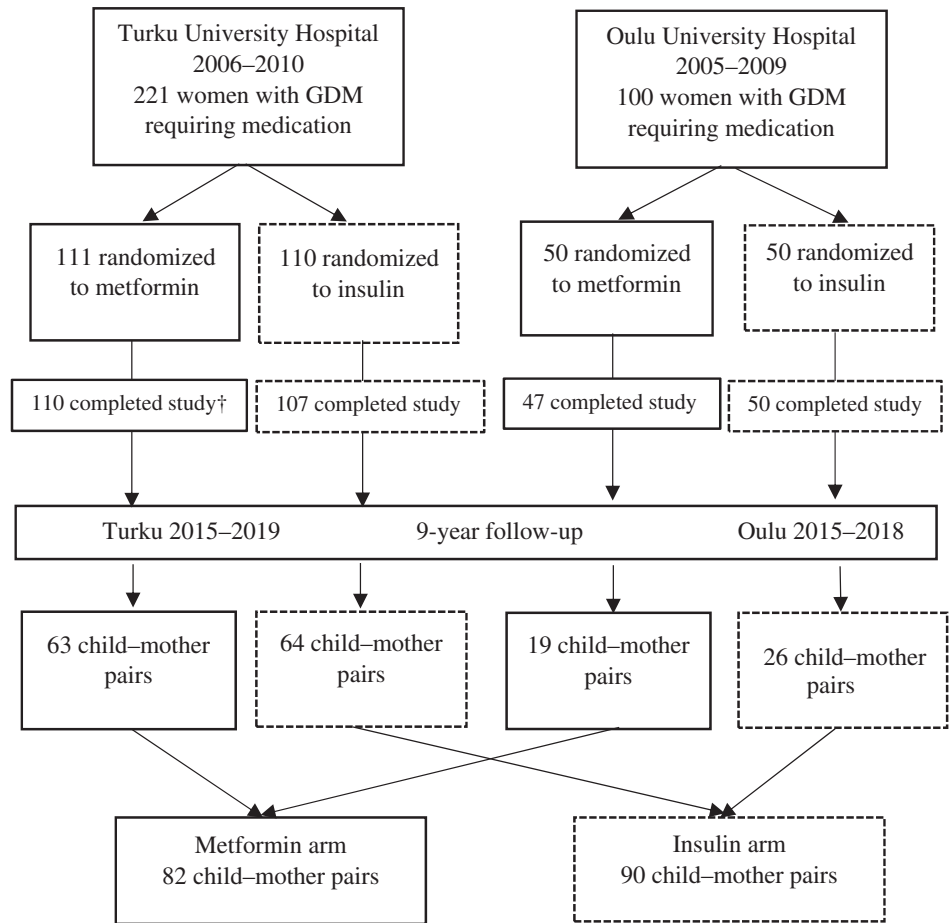 Turku University Hospital
2006–2010
221 women with GDM
requiring medication
Oulu University Hospital
2005–2009
100 women with GDM
requiring medication
111 randomized
to metformin
110 randomized
to insulin
50 randomized
to metformin
50 randomized
to insulin
110 completed study†
107 completed study
47 completed study
50 completed study
Turku 2015–2019 9-year follow-up Oulu 2015–2018
63 child–mother
pairs
64 child–mother
pairs
19 child–mother
pairs
26 child–mother
pairs
Metformin arm
82 child–mother pairs
Insulin arm
90 child–mother pairs